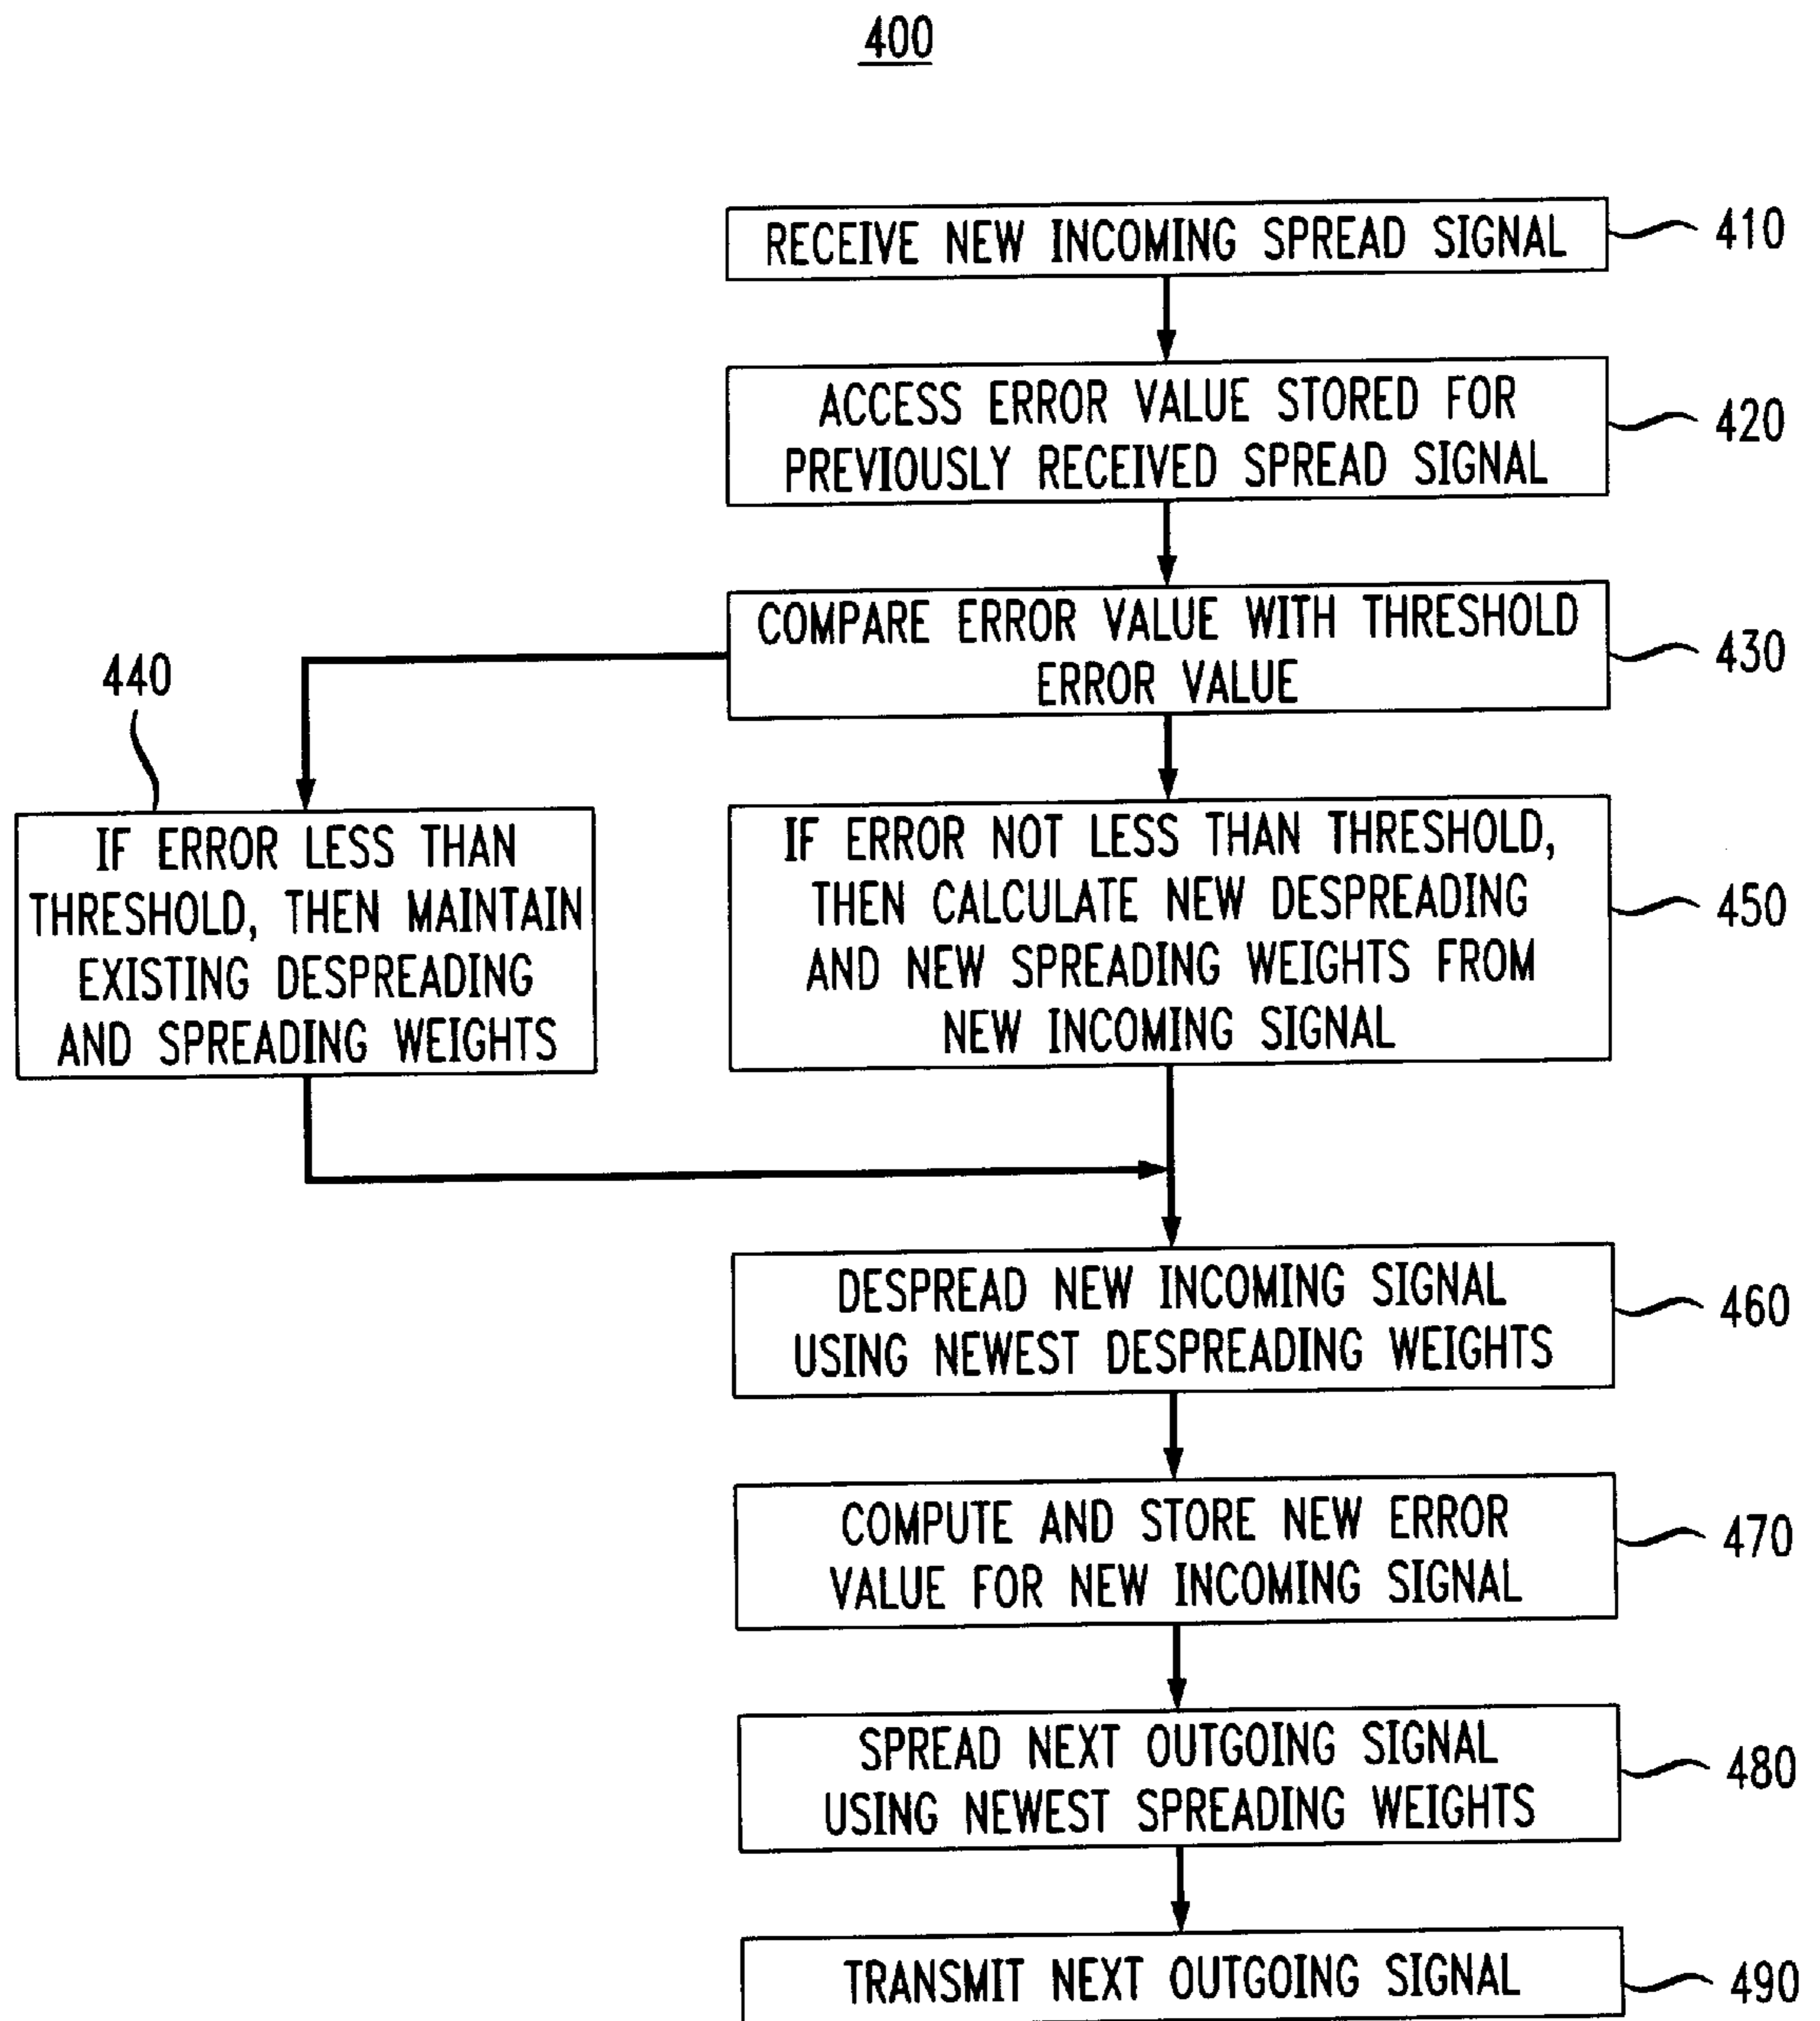 400
RECEIVE NEW INCOMING SPREAD SIGNAL
410
ACCESS ERROR VALUE STORED FOR
PREVIOUSLY RECEIVED SPREAD SIGNAL
420
COMPARE ERROR VALUE WITH THRESHOLD
ERROR VALUE
430
440
IF ERROR LESS THAN
THRESHOLD, THEN MAINTAIN
EXISTING DESPREADING
AND SPREADING WEIGHTS
IF ERROR NOT LESS THAN THRESHOLD,
THEN CALCULATE NEW DESPREADING
AND NEW SPREADING WEIGHTS FROM
NEW INCOMING SIGNAL
450
DESPREAD NEW INCOMING SIGNAL
USING NEWEST DESPREADING WEIGHTS
460
COMPUTE AND STORE NEW ERROR
VALUE FOR NEW INCOMING SIGNAL
470
SPREAD NEXT OUTGOING SIGNAL
USING NEWEST SPREADING WEIGHTS
480
TRANSMIT NEXT OUTGOING SIGNAL
490